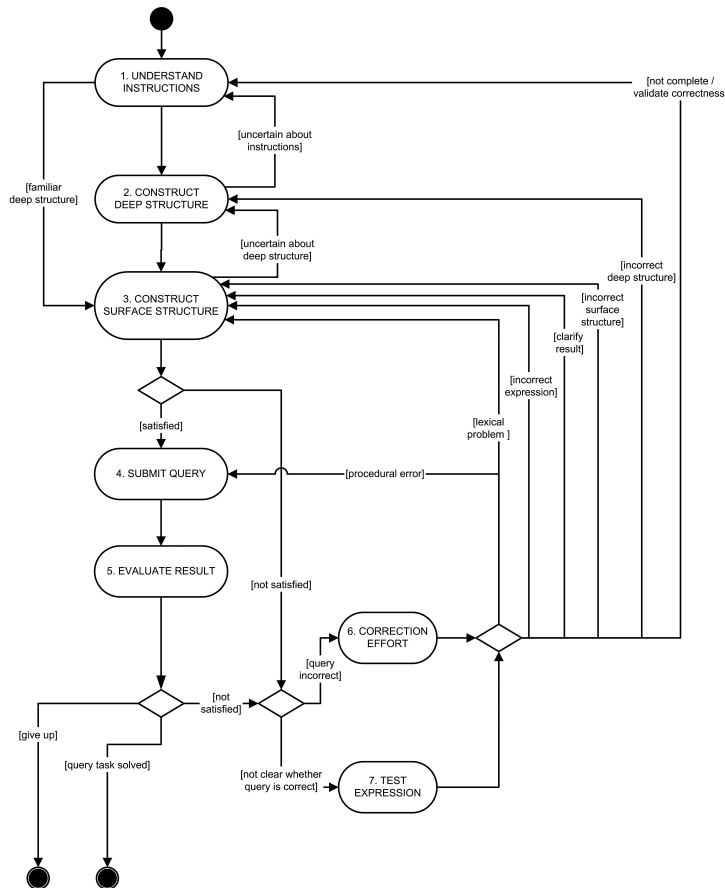 1. UNDERSTAND
INSTRUCTIONS
[not complete /
validate correctness
[uncertain about
instructions]
[familiar
deep structure]
2. CONSTRUCT
DEEP STRUCTURE
[uncertain about
deep structure]
[incorrect
deep structure]
3. CONSTRUCT
SURFACE STRUCTURE
[incorrect
surface
structure]
[clarify
result]
[incorrect
expression]
[lexical
problem ]
[satisfied]
4. SUBMIT QUERY
[procedural error]
5. EVALUATE RESULT
[not satisfied]
6. CORRECTION
EFFORT
[query
incorrect]
[not
satisfied]
[give up]
[query task solved]
[not clear whether
query is correct]
7. TEST
EXPRESSION